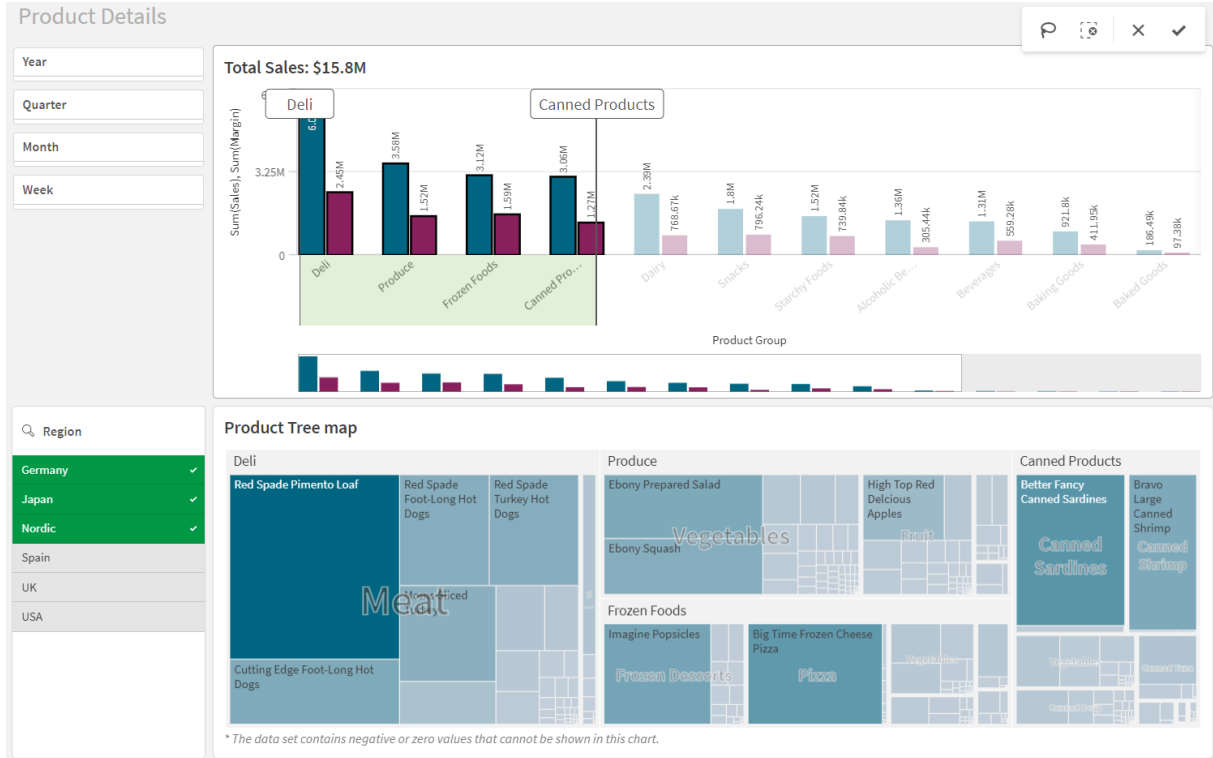 Product Details
Year
Quarter
Month
Week
Total Sales: $15.8M
Sum(Sales), Sum(Margin)
3.25M
0
Deli
Canned Products
2.45M
3.58M
1.52M
3.12M
1.59M
3.06M
1.27M
2.39M
768.67k
1.8M
796.24k
1.52M
739.84k
1.36M
305.44k
1.31M
559.28k
921.8k
411.95k
186.49k
97.38k
Deli
Produce
Frozen Foods
Canned Pro...
Dairy
Snacks
Starchy Foods
Alcoholic Be...
Beverages
Baking Goods
Baked Goods
Product Group
Region
Germany
Japan
Nordic
Spain
UK
USA
Product Tree map
Deli
Red Spade Pimento Loaf
Red Spade
Foot-Long Hot
Dogs
Red Spade
Turkey Hot
Dogs
Meat
Cutting Edge Foot-Long Hot
Dogs
Produce
Ebony Prepared Salad
Vegetables
Ebony Squash
High Top Red
Delcious
Apples
Fruit
Frozen Foods
Imagine Popsicles
Frozen Desserts
Big Time Frozen Cheese
Pizza
Pizza
Vegetables
Canned Products
Better Fancy
Canned Sardines
Canned
Sardines
Bravo
Large
Canned
Shrimp
Canned
Shrimp
Vegetables
Canned Tuna
* The data set contains negative or zero values that cannot be shown in this chart.